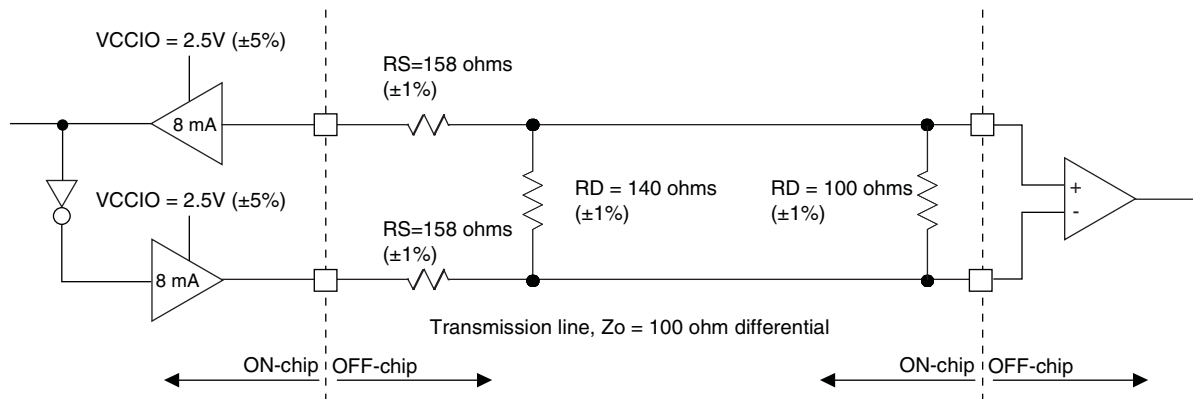 VCCIO = 2.5V (±5%)
8 mA
RS=158 ohms
(±1%)
VCCIO = 2.5V (±5%)
8 mA
RS=158 ohms
(±1%)
RD = 140 ohms
(±1%)
RD = 100 ohms
(±1%)
+
-
Transmission line, Zo = 100 ohm differential
ON-chip
OFF-chip
ON-chip
OFF-chip